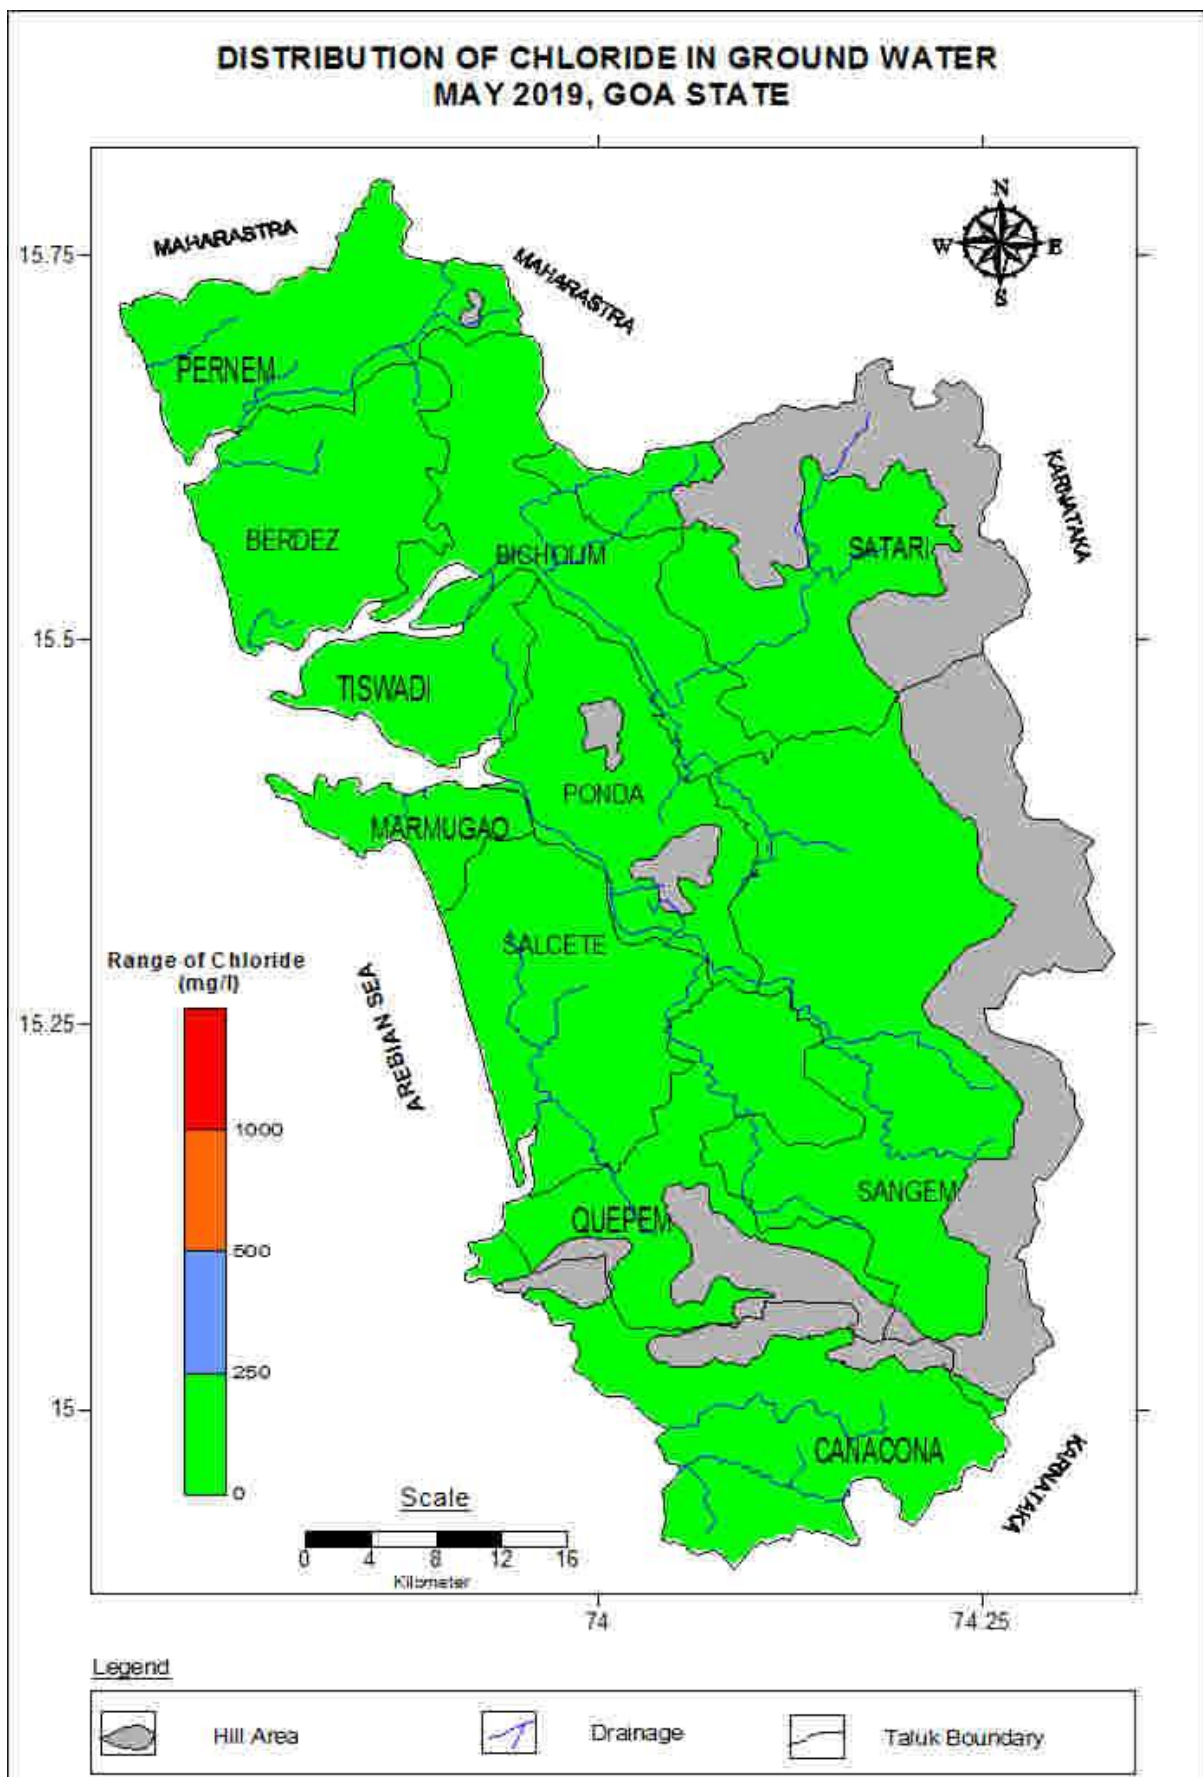 DISTRIBUTION OF CHLORIDE IN GROUND WATER
MAY 2019, GOA STATE
N
W E
S
15.75
15.5
15.25
15
MAHARASTRA
MAHARASTRA
KARNATAKA
PERNEM
BERDEZ
BICHOLIM
SATARI
TISWADI
PONDA
MARMUGAO
SALCETE
AREBIAN SEA
SANGEM
QUEPEM
CANACONA
KARNATAKA
Range of Chloride
(mg/l)
1000
500
250
0
Scale
0 4 8 12 16
Kilometer
74 74.25
Legend
Hill Area
Drainage
Taluk Boundary